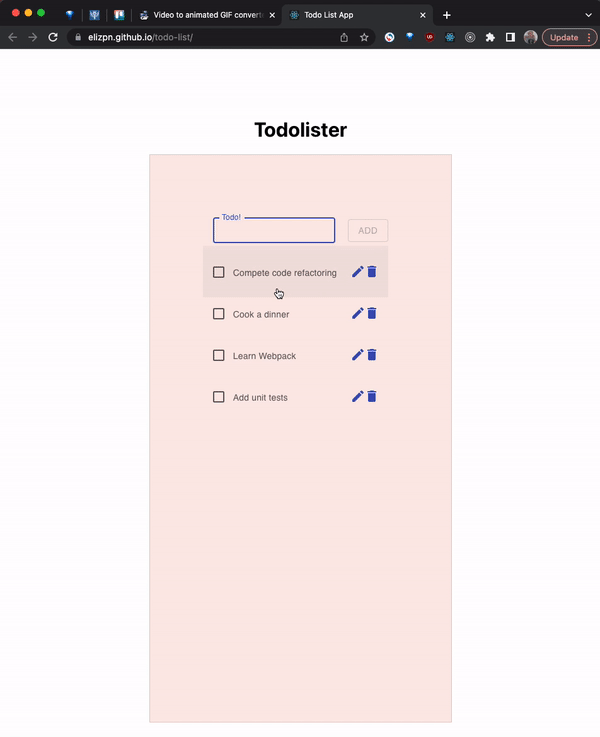 Video to animated GIF convert
Todo List App
elizpn.github.io/todo-list/
Update
Todolister
Todo!
ADD
Compete code refactoring
Cook a dinner
Learn Webpack
Add unit tests